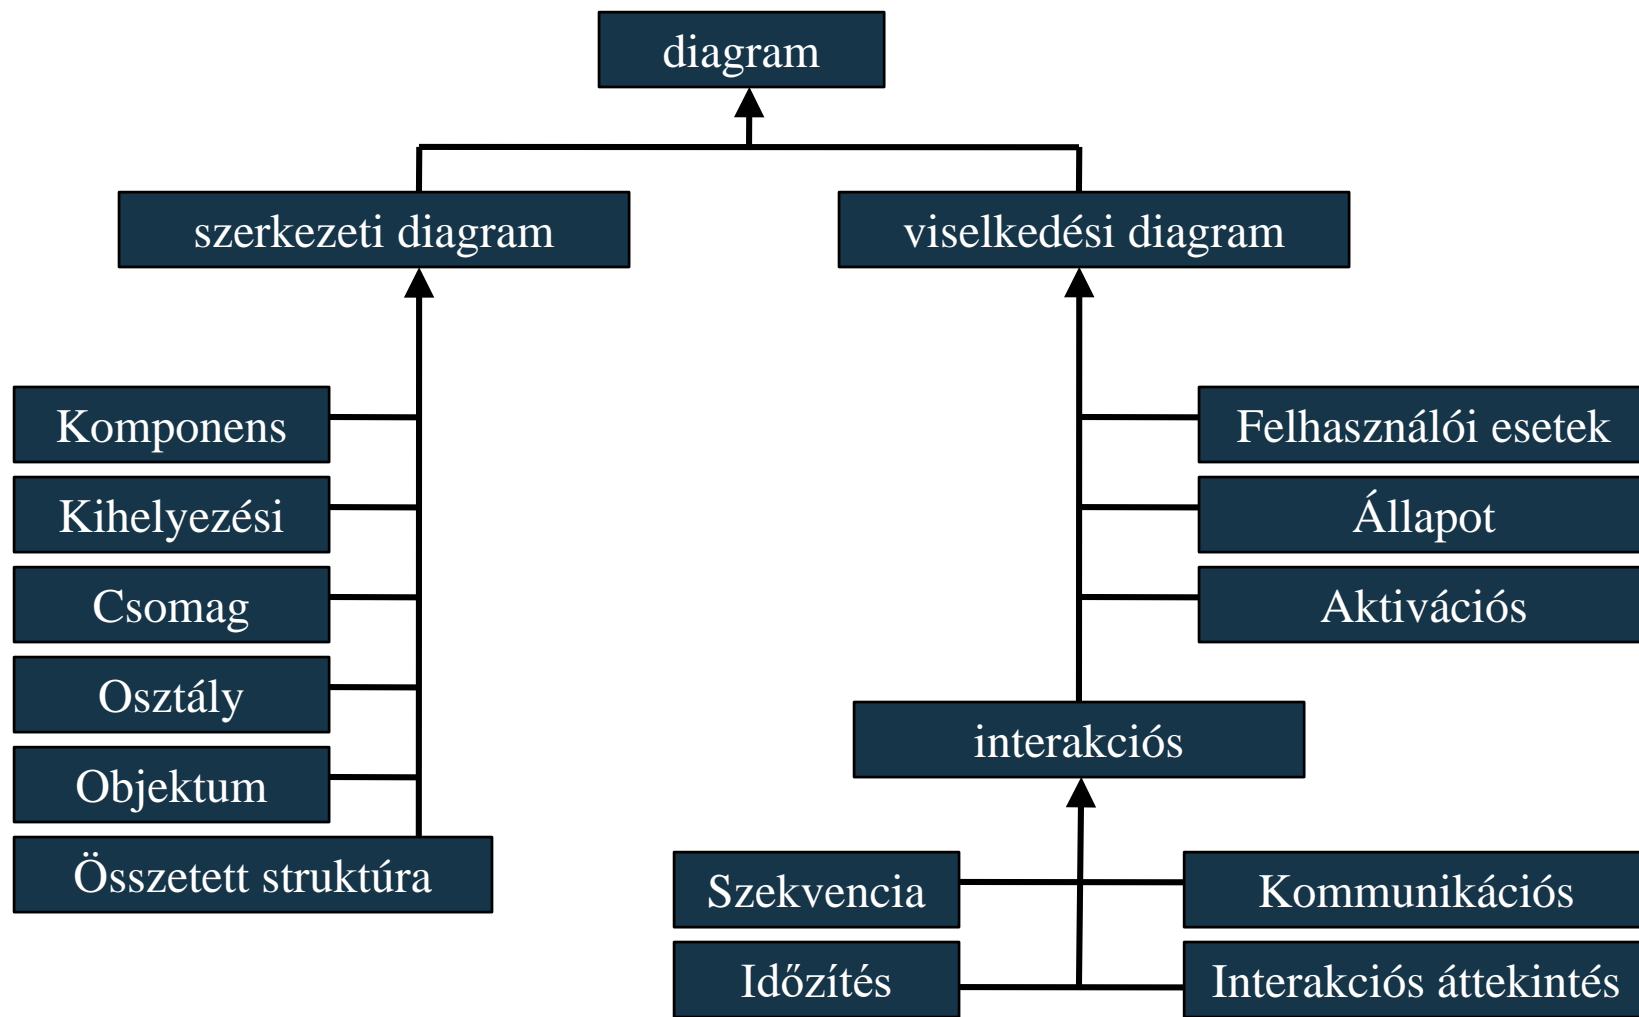 diagram
szerkezeti diagram
viselkedési diagram
Komponens
Kihelyezési
Csomag
Osztály
Objektum
Összetett struktúra
Felhasználói esetek
Állapot
Aktivációs
interakciós
Szekvencia
Kommunikációs
Időzítés
Interakciós áttekintés